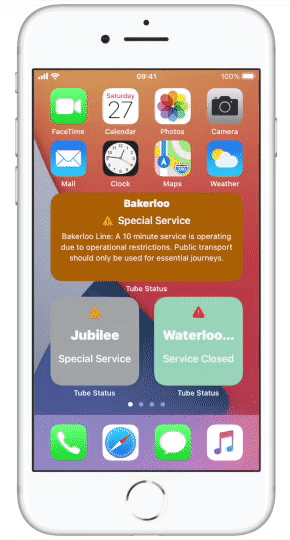 09:41
100%
Saturday
27
FaceTime
Calendar
Photos
Camera
Mail
Clock
Maps
Weather
Bakerloo
Special Service
Bakerloo Line: A 10 minute service is operating
due to operational restrictions. Public transport
should only be used for essential journeys.
Tube Status
Jubilee
Special Service
Waterloo...
Service Closed
Tube Status
Tube Status